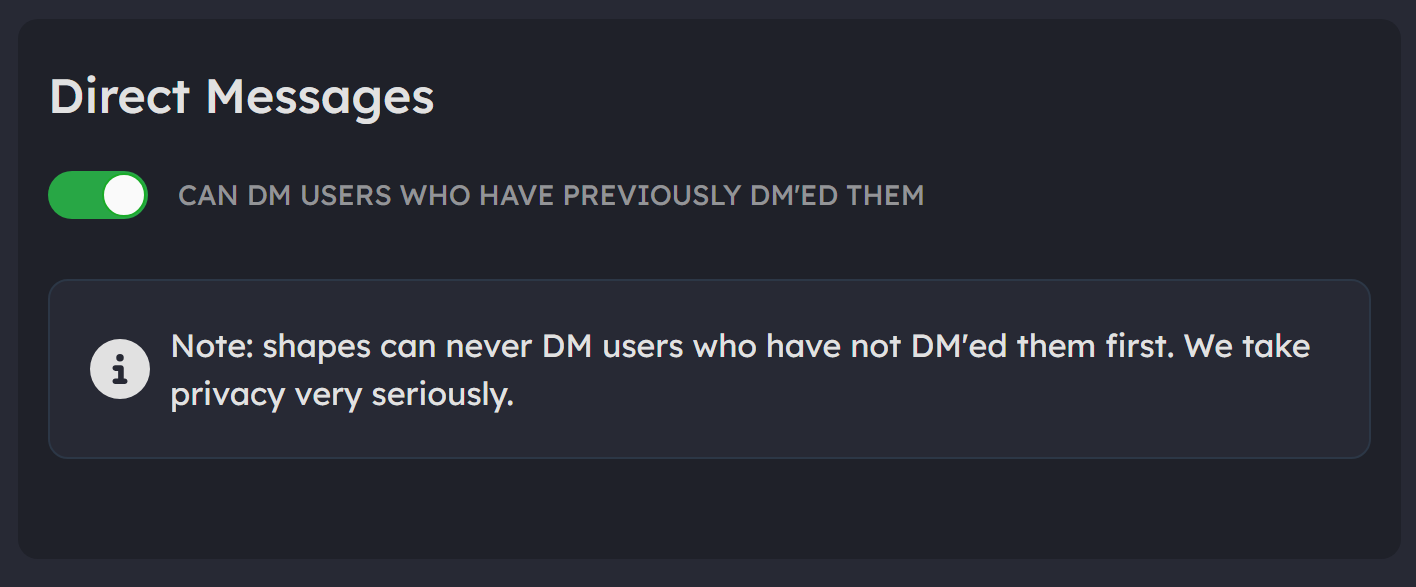 Direct Messages
CAN DM USERS WHO HAVE PREVIOUSLY DM'ED THEM
Note: shapes can never DM users who have not DM'ed them first. We take
privacy very seriously.